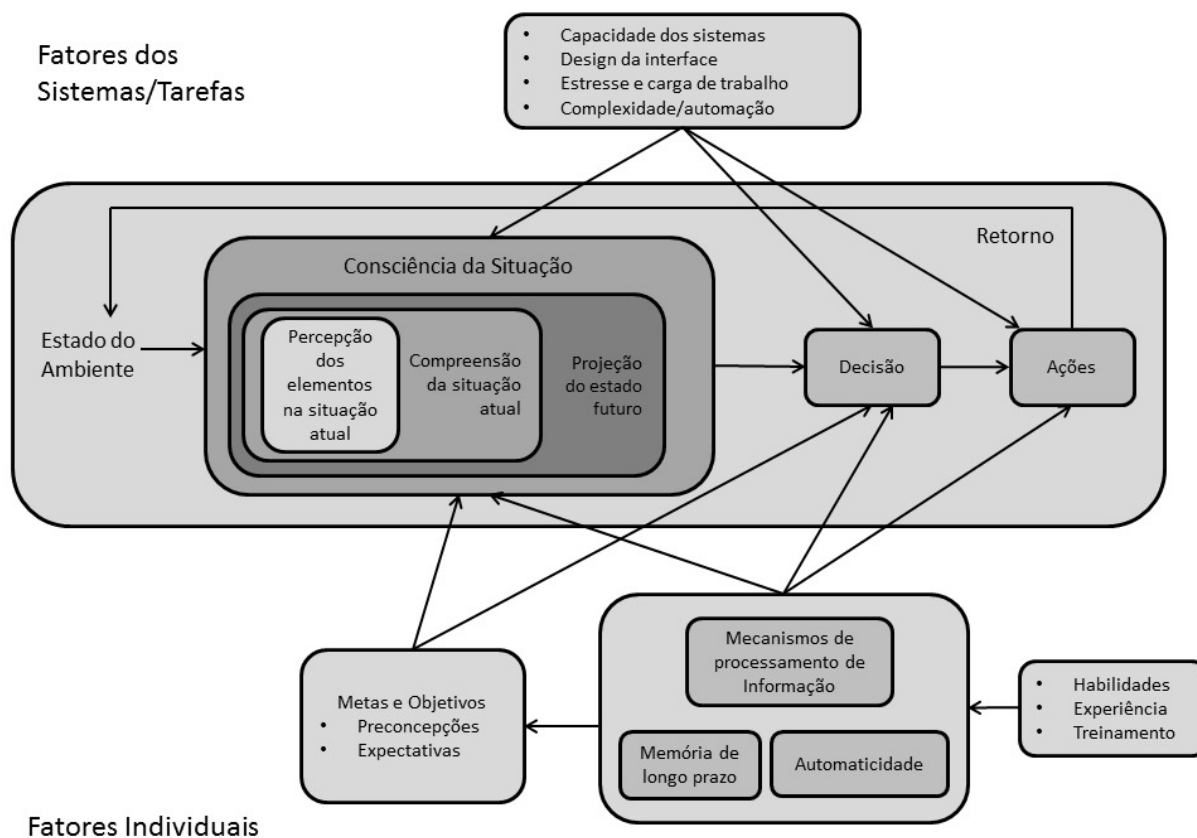 Fatores dos
Sistemas/Tarefas
• Capacidade dos sistemas
• Design da interface
• Estresse e carga de trabalho
• Complexidade/automação
Retorno
Consciência da Situação
Estado do
Ambiente
Percepção
dos
elementos
na situação
atual
Compreensão
da situação
atual
Projeção
do estado
futuro
Decisão
Ações
Mecanismos de
processamento de
Informação
Memória de
longo prazo
Automaticidade
Metas e Objetivos
• Preconcepções
• Expectativas
• Habilidades
• Experiência
• Treinamento
Fatores Individuais